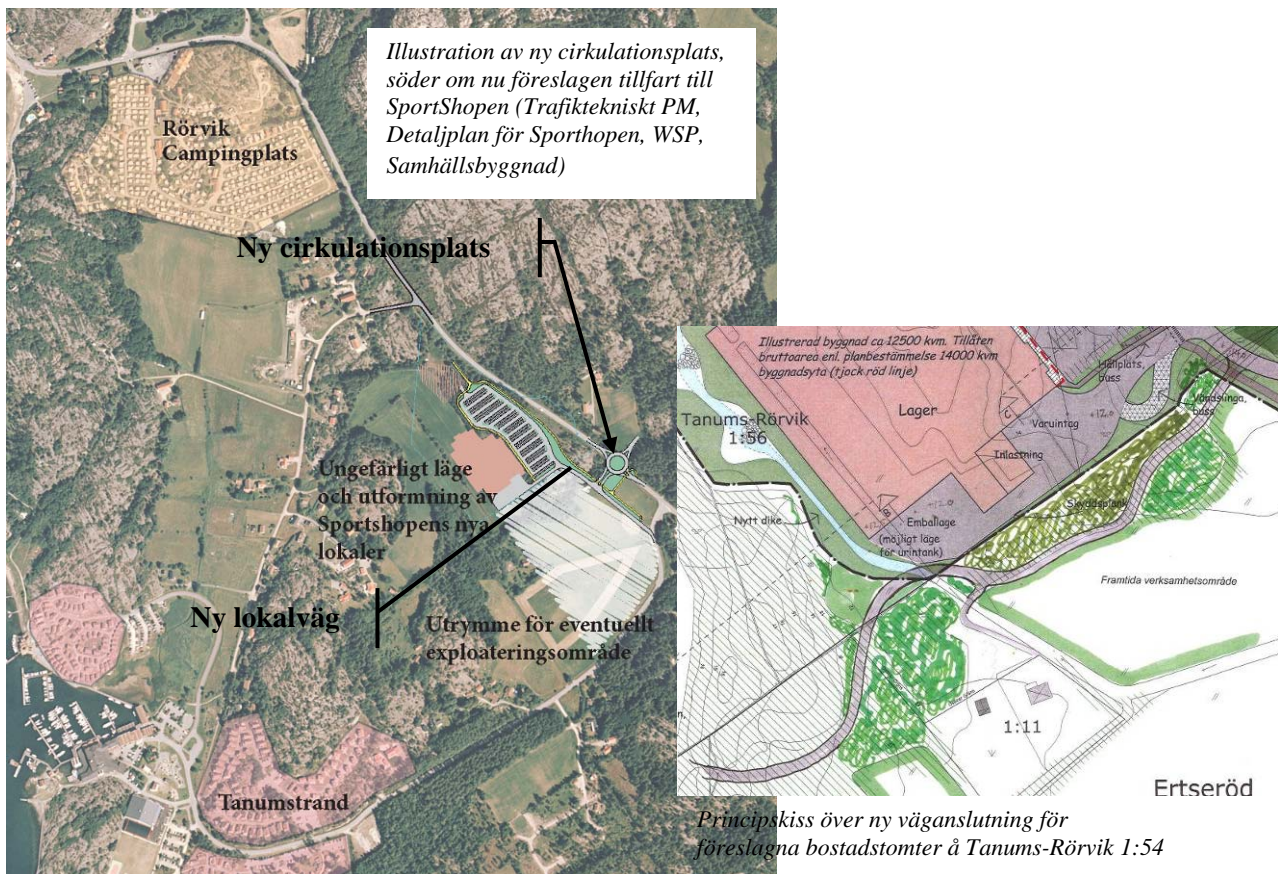 Illustration av ny cirkulationsplats,
söder om nu föreslagen tillfart till
SportShopen (Trafiktekniskt PM,
Detaljplan för Sporthopen, WSP,
Samhällsbyggnad)
Rörvik
Campingplats
Ny cirkulationsplats
Ungefärligt läge
och utformning av
Sportshopens nya
lokaler
Ny lokalväg
Utrymme för eventuellt
exploateringsområde
Tanumstrand
Illustrerad byggnad ca 12500 kvm. Tillåten
bruttoarea enl. planbestämmelse 14000 kvm
byggnadsyta (tjock röd linje)
Hållplats,
buss
Vändslinga,
buss
Lager
Tanums-Rörvik
1:56
Varuintag
+12.0
Inlastning
Skyddsplank
Nytt dike
Emballage
(möjligt läge
för urintank)
Framtida verksamhetsområde
1:11
Ertseröd
Principskiss över ny väganslutning för
föreslagna bostadstomter å Tanums-Rörvik 1:54